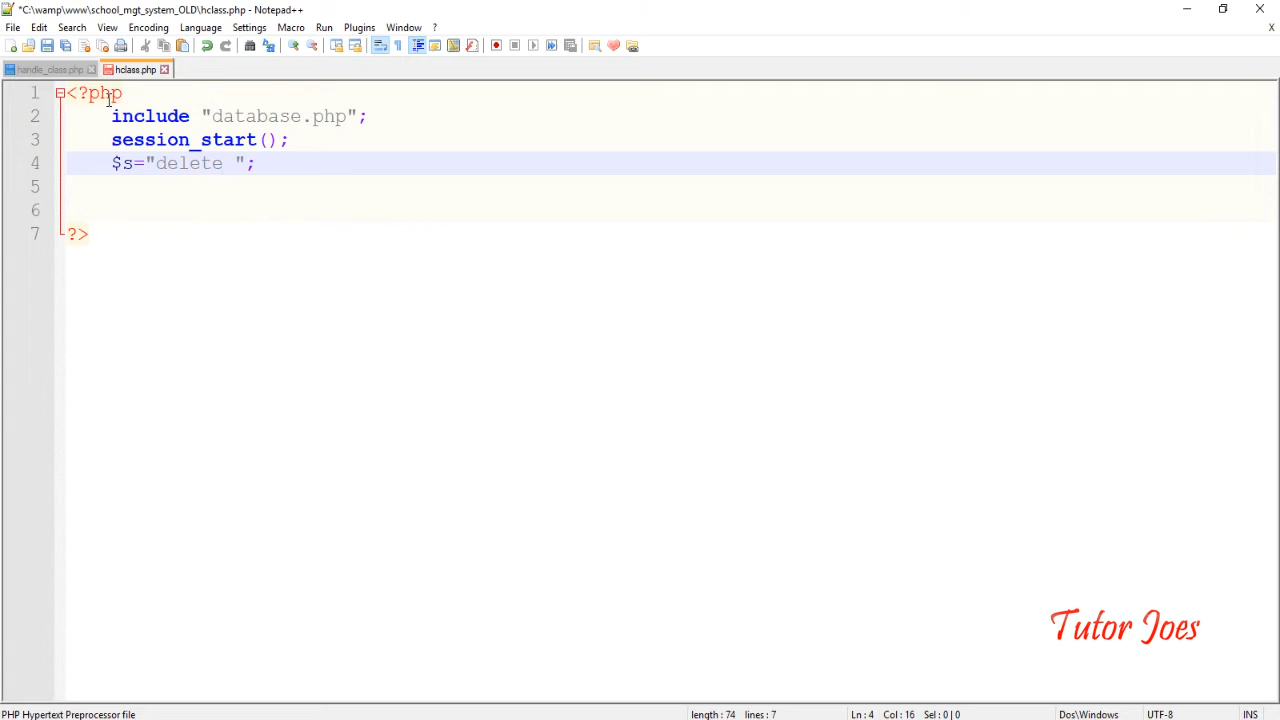 *C:\wamp\www\school_mgt_system_OLD\hclass.php - Notepad++
File Edit Search View Encoding Language Settings Macro Run Plugins Window ?
X
handle_class.php hclass.php
1 <?php
2 include "database.php";
3 session_start();
4 $s="delete ";
5
6
7 ?>
Tutor Joes
PHP Hypertext Preprocessor file length : 74 lines : 7 Ln : 4 Col : 16 Sel : 0 | 0 Dos\Windows UTF-8 INS